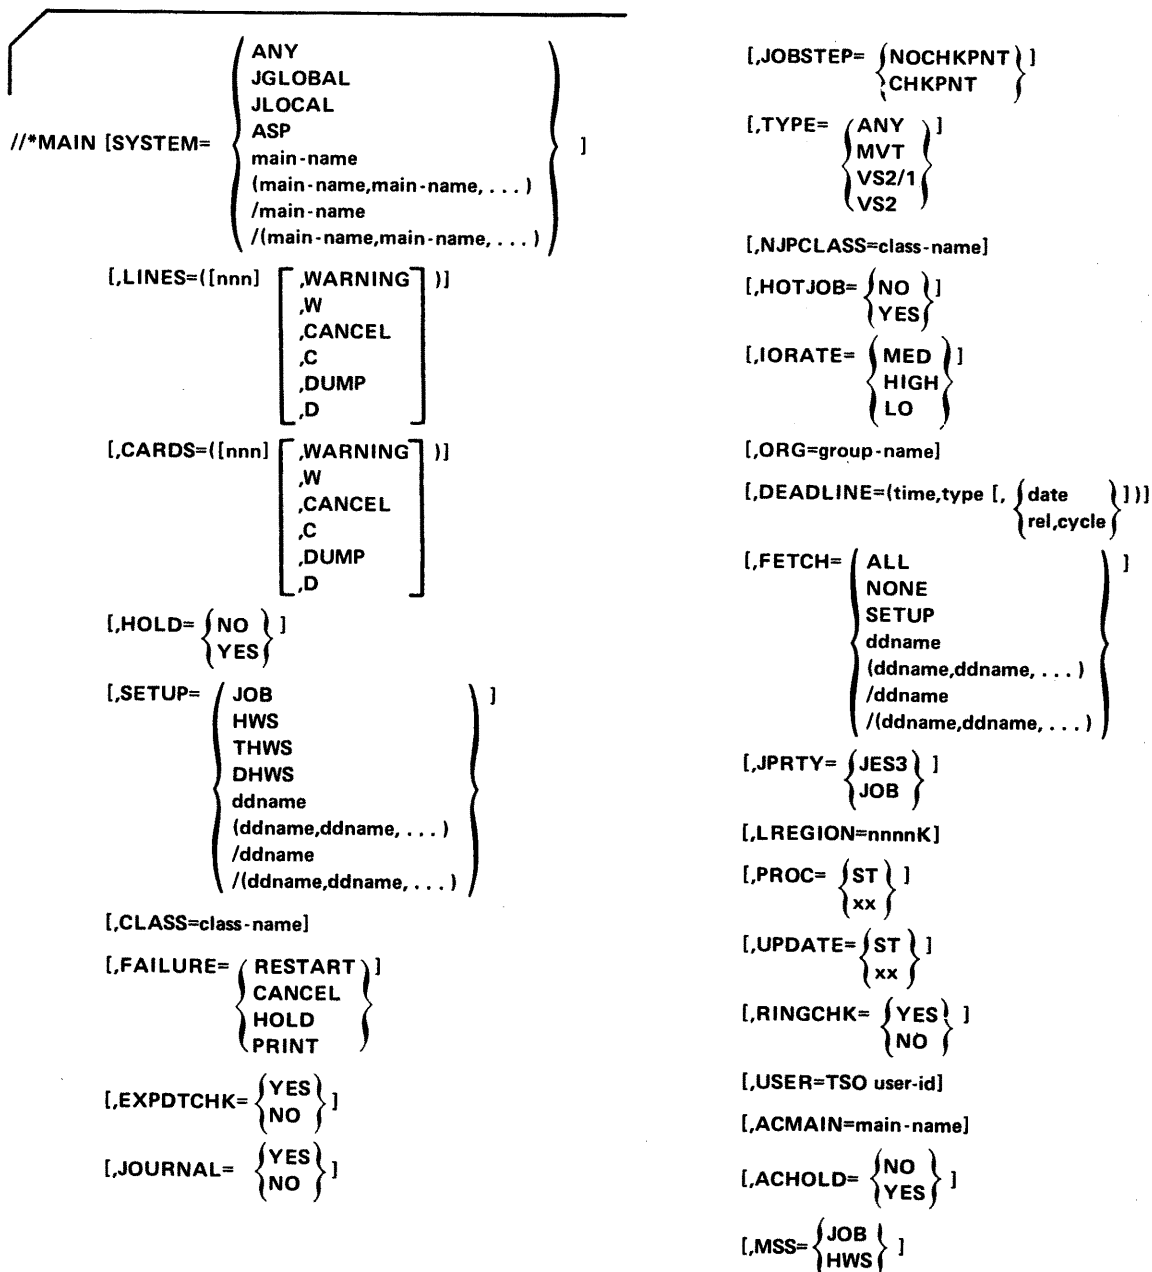 //*MAIN [SYSTEM=
ANY
JGLOBAL
JLOCAL
ASP
main-name
(main-name,main-name, . . . )
/main-name
/(main-name,main-name, . . . )
]
[,LINES=([nnn]
,WARNING
,W
,CANCEL
,C
,DUMP
,D
)]
[,CARDS=([nnn]
,WARNING
,W
,CANCEL
,C
,DUMP
,D
)]
[,HOLD=
NO
YES
]
[,SETUP=
JOB
HWS
THWS
DHWS
ddname
(ddname,ddname, . . . )
/ddname
/(ddname,ddname, . . . )
]
[,CLASS=class-name]
[,FAILURE=
RESTART
CANCEL
HOLD
PRINT
]
[,EXPDTCHK=
YES
NO
]
[,JOURNAL=
YES
NO
]
[,JOBSTEP=
NOCHKPNT
CHKPNT
]
[,TYPE=
ANY
MVT
VS2/1
VS2
]
[,NJPCLASS=class-name]
[,HOTJOB=
NO
YES
]
[,IORATE=
MED
HIGH
LO
]
[,ORG=group-name]
[,DEADLINE=(time,type [,
date
rel,cycle
])]
[,FETCH=
ALL
NONE
SETUP
ddname
(ddname,ddname, . . . )
/ddname
/(ddname,ddname, . . . )
]
[,JPRTY=
JES3
JOB
]
[,LREGION=nnnnK]
[,PROC=
ST
xx
]
[,UPDATE=
ST
xx
]
[,RINGCHK=
YES
NO
]
[,USER=TSO user-id]
[,ACMAIN=main-name]
[,ACHOLD=
NO
YES
]
[,MSS=
JOB
HWS
]